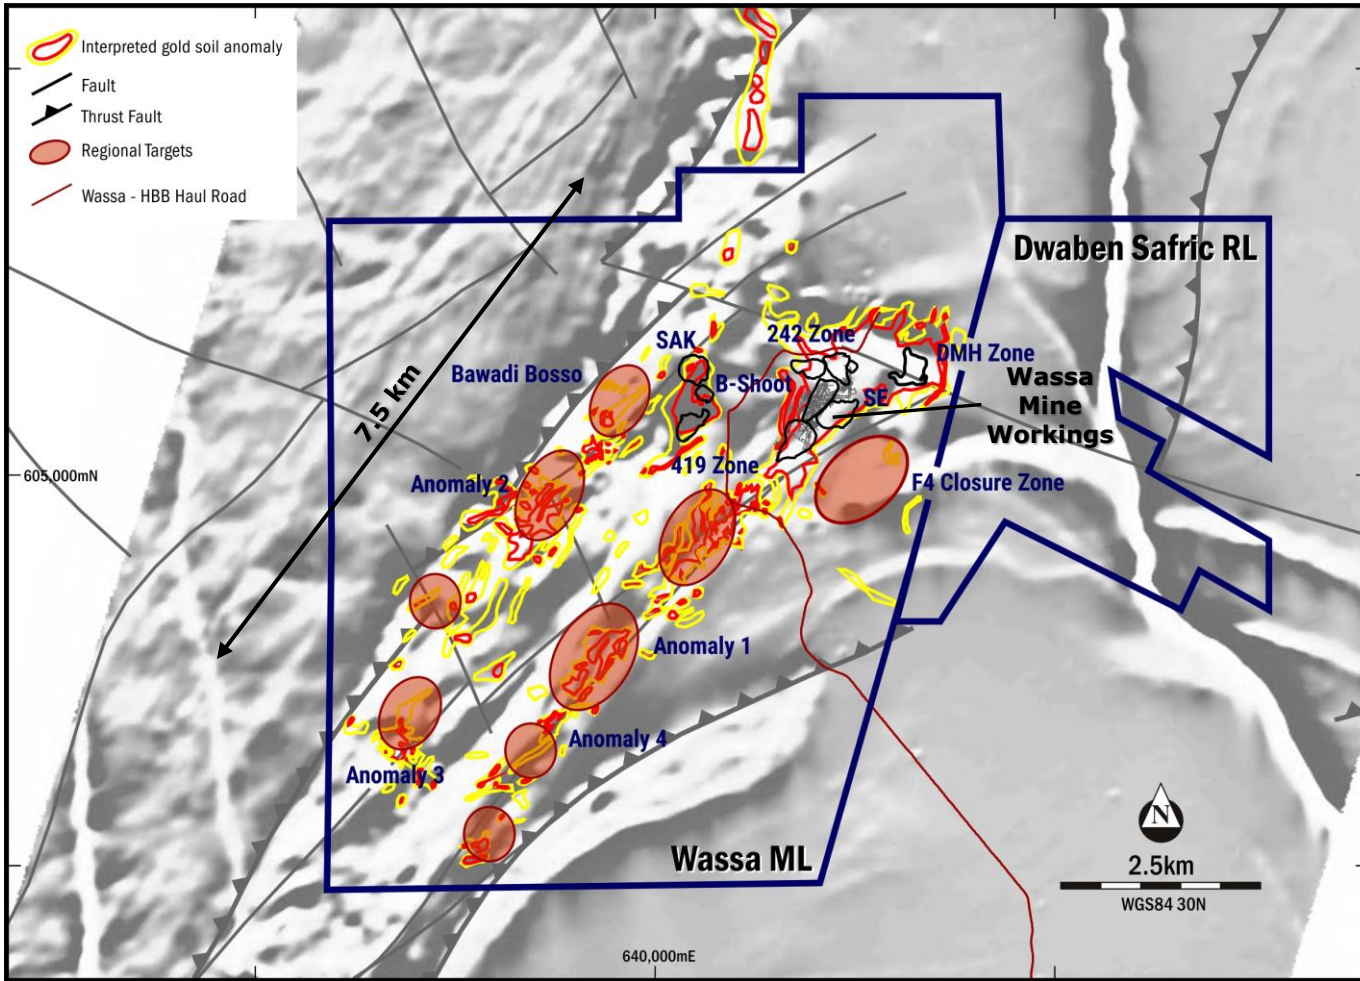 Interpreted gold soil anomaly
Fault
Thrust Fault
Regional Targets
Wassa - HBB Haul Road
7.5 km
Dwaben Safric RL
SAK
242 Zone
DMH Zone
Bawadi Bosso
B-Shoot
SE
Wassa
Mine
Workings
419 Zone
605,000mN
Anomaly 2
F4 Closure Zone
Anomaly 1
Anomaly 4
Anomaly 3
Wassa ML
N
2.5km
WGS84 30N
640,000mE